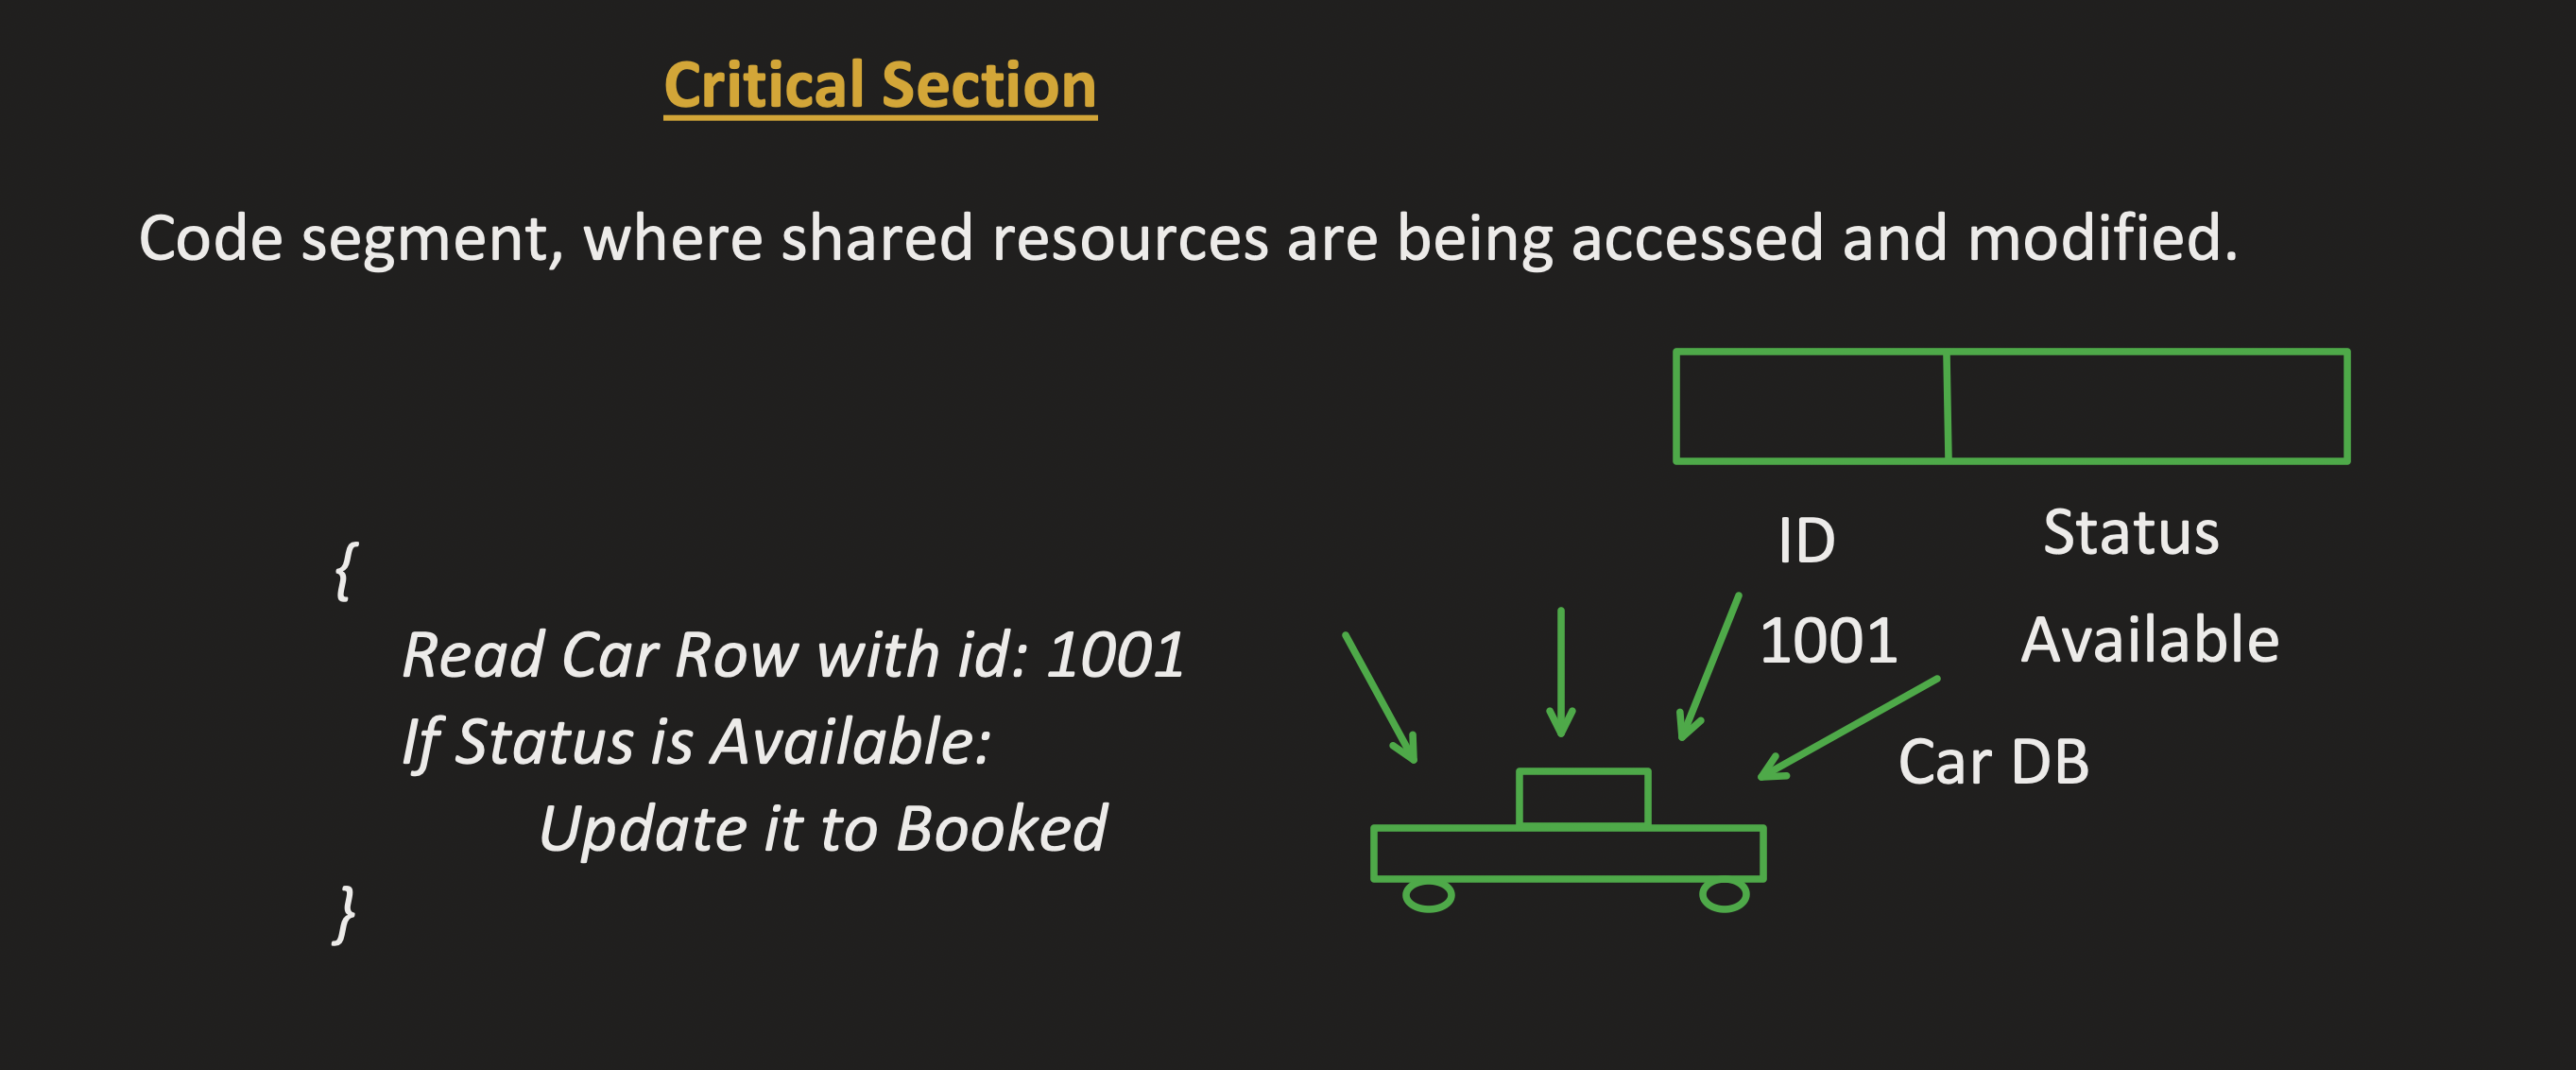 Critical Section
Code segment, where shared resources are being accessed and modified.
ID Status
1001 Available
Car DB
{
Read Car Row with id: 1001
If Status is Available:
Update it to Booked
}